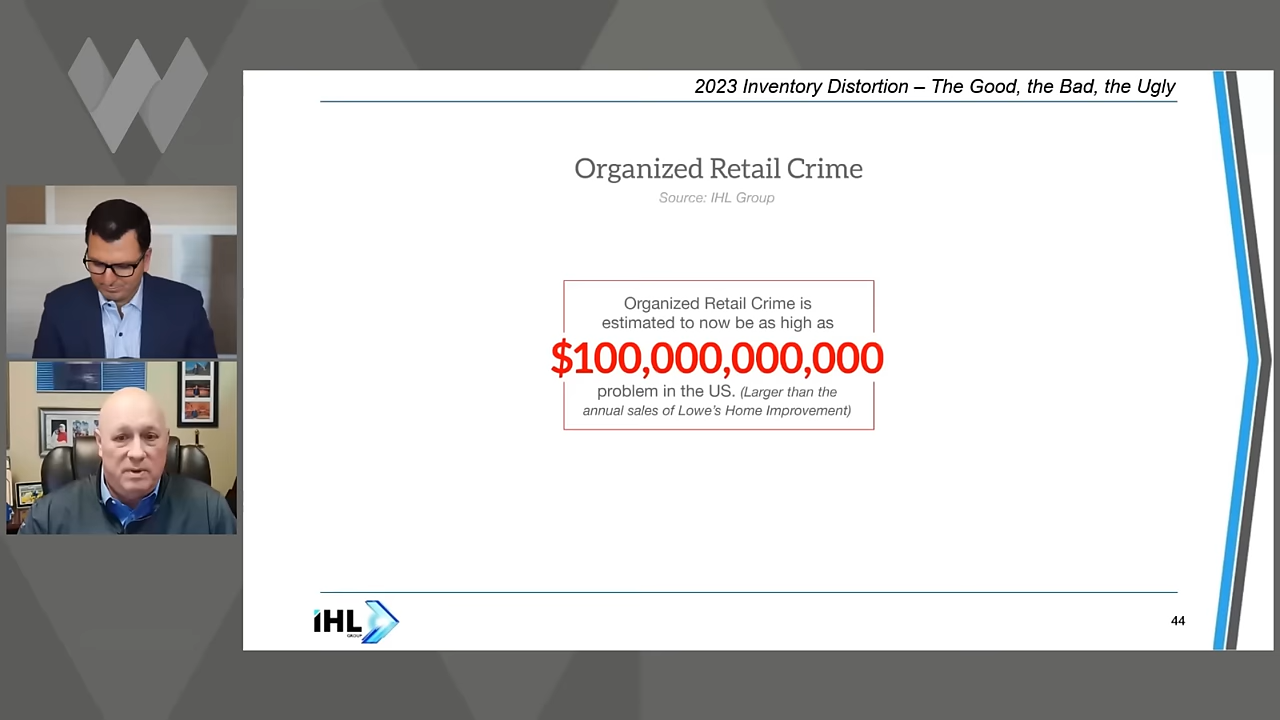 2023 Inventory Distortion – The Good, the Bad, the Ugly
Organized Retail Crime
Source: IHL Group
Organized Retail Crime is
estimated to now be as high as
$100,000,000,000
problem in the US. (Larger than the
annual sales of Lowe's Home Improvement)
IHL
GROUP
44